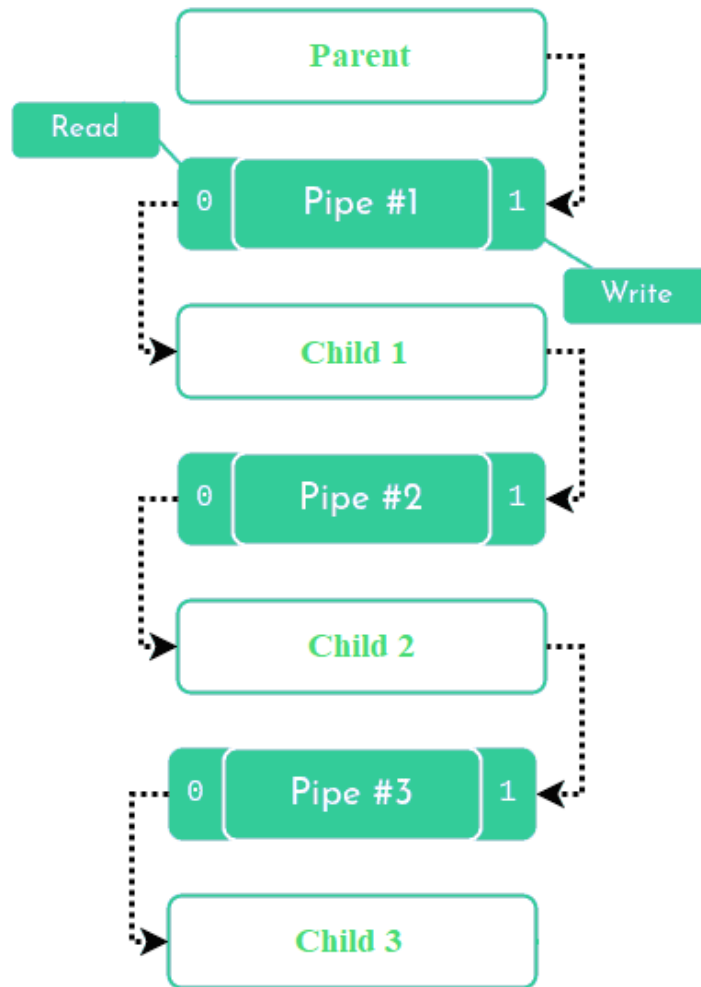 Parent
Read
0 Pipe #1 1
Write
Child 1
0 Pipe #2 1
Child 2
0 Pipe #3 1
Child 3